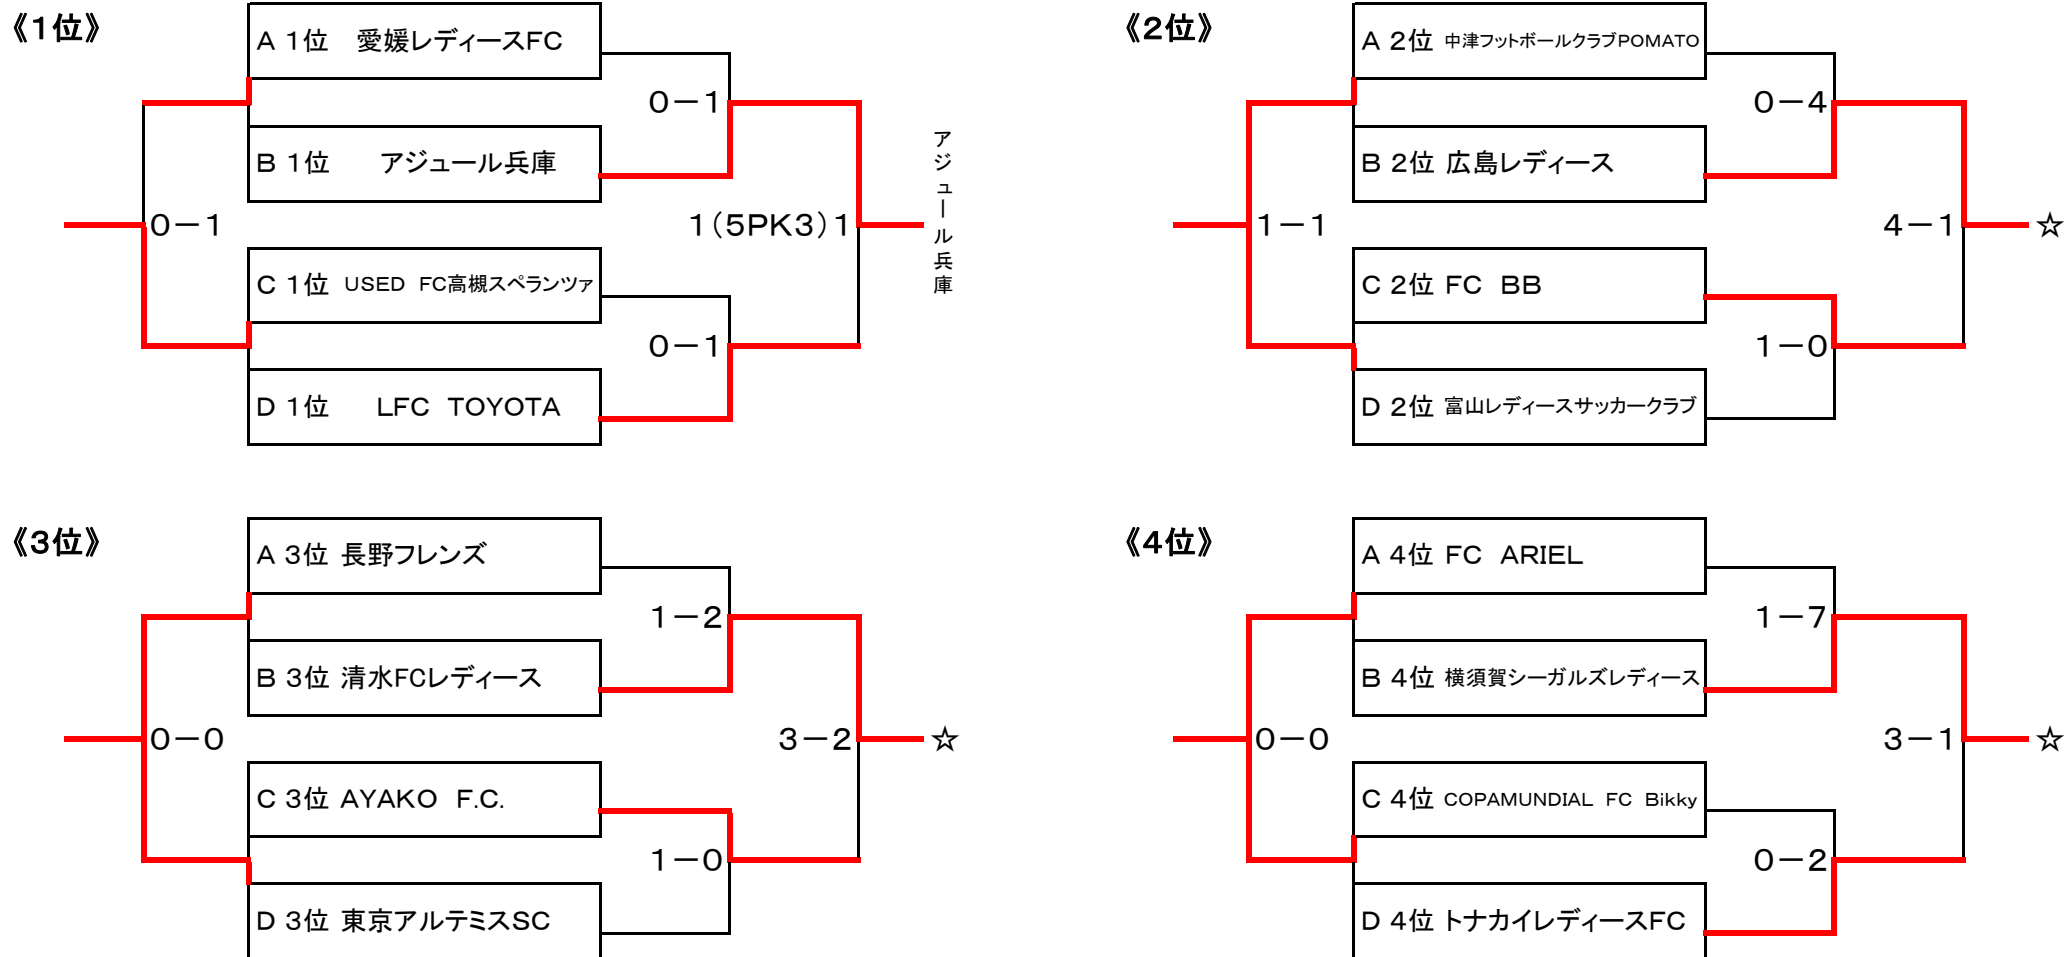 《1位》
A 1位　愛媛レディースFC
0－1
B 1位　アジュール兵庫
0－1
1(5PK3)1
アジュール兵庫
C 1位　USED　FC高槻スペランツァ
0－1
D 1位　LFC　TOYOTA
《2位》
A 2位 中津フットボールクラブPOMATO
0－4
B 2位 広島レディース
1－1
4－1
☆
C 2位 FC　BB
1－0
D 2位 富山レディースサッカークラブ
《3位》
A 3位 長野フレンズ
1－2
B 3位 清水FCレディース
0－0
3－2
☆
C 3位 AYAKO　F.C.
1－0
D 3位 東京アルテミスSC
《4位》
A 4位 FC　ARIEL
1－7
B 4位 横須賀シーガルズレディース
0－0
3－1
☆
C 4位 COPAMUNDIAL　FC　Bikky
0－2
D 4位 トナカイレディースFC